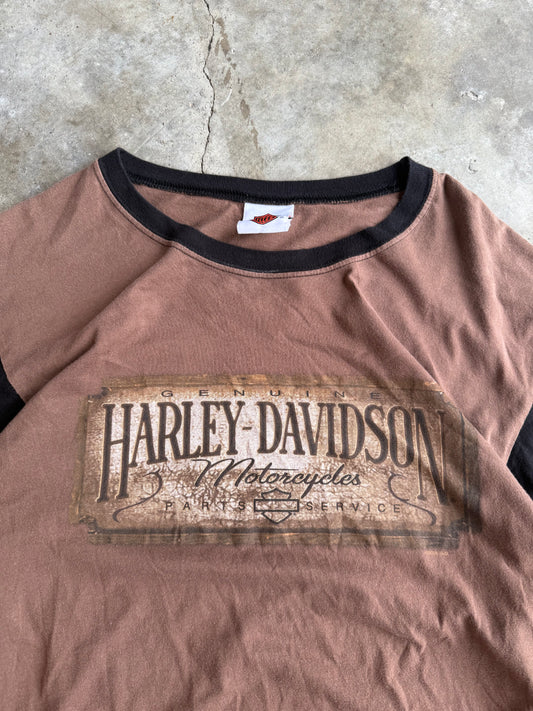 GENUINE
HARLEY-DAVIDSON
Motorcycles
PARTS SERVICE